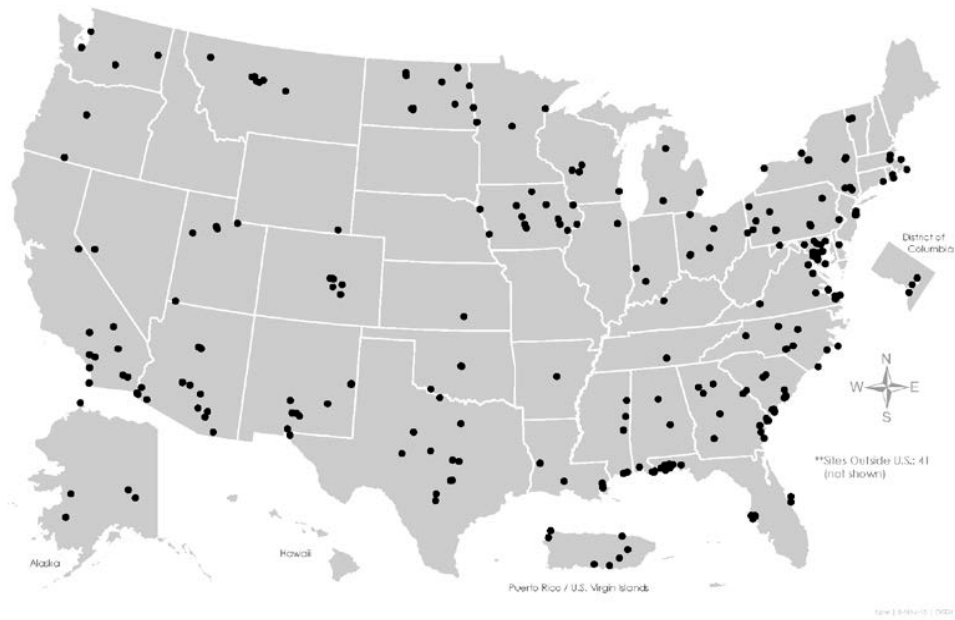 District of
Columbia
N
W E
S
**Sites Outside U.S.: 41
(not shown)
Alaska
Hawaii
Puerto Rico / U.S. Virgin Islands